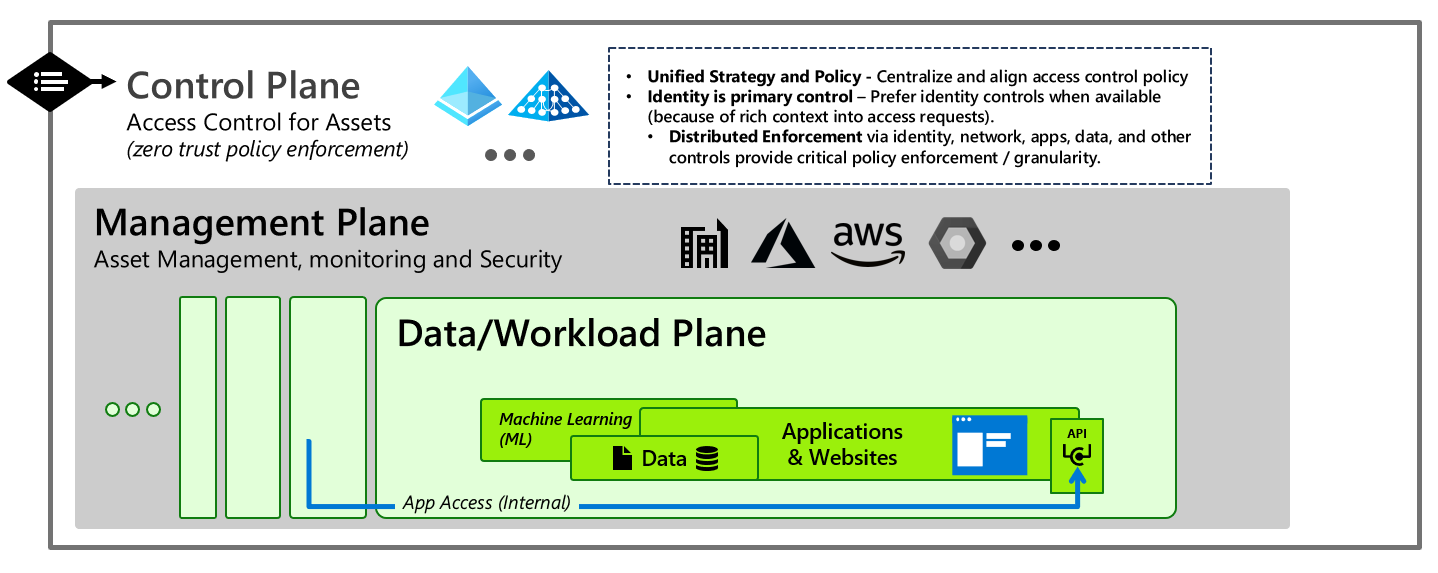 Control Plane
Access Control for Assets
(zero trust policy enforcement)
• Unified Strategy and Policy - Centralize and align access control policy
• Identity is primary control – Prefer identity controls when available
(because of rich context into access requests).
• Distributed Enforcement via identity, network, apps, data, and other
controls provide critical policy enforcement / granularity.
Management Plane
Asset Management, monitoring and Security
aws
Data/Workload Plane
Machine Learning
(ML)
Data
Applications
& Websites
API
App Access (Internal)